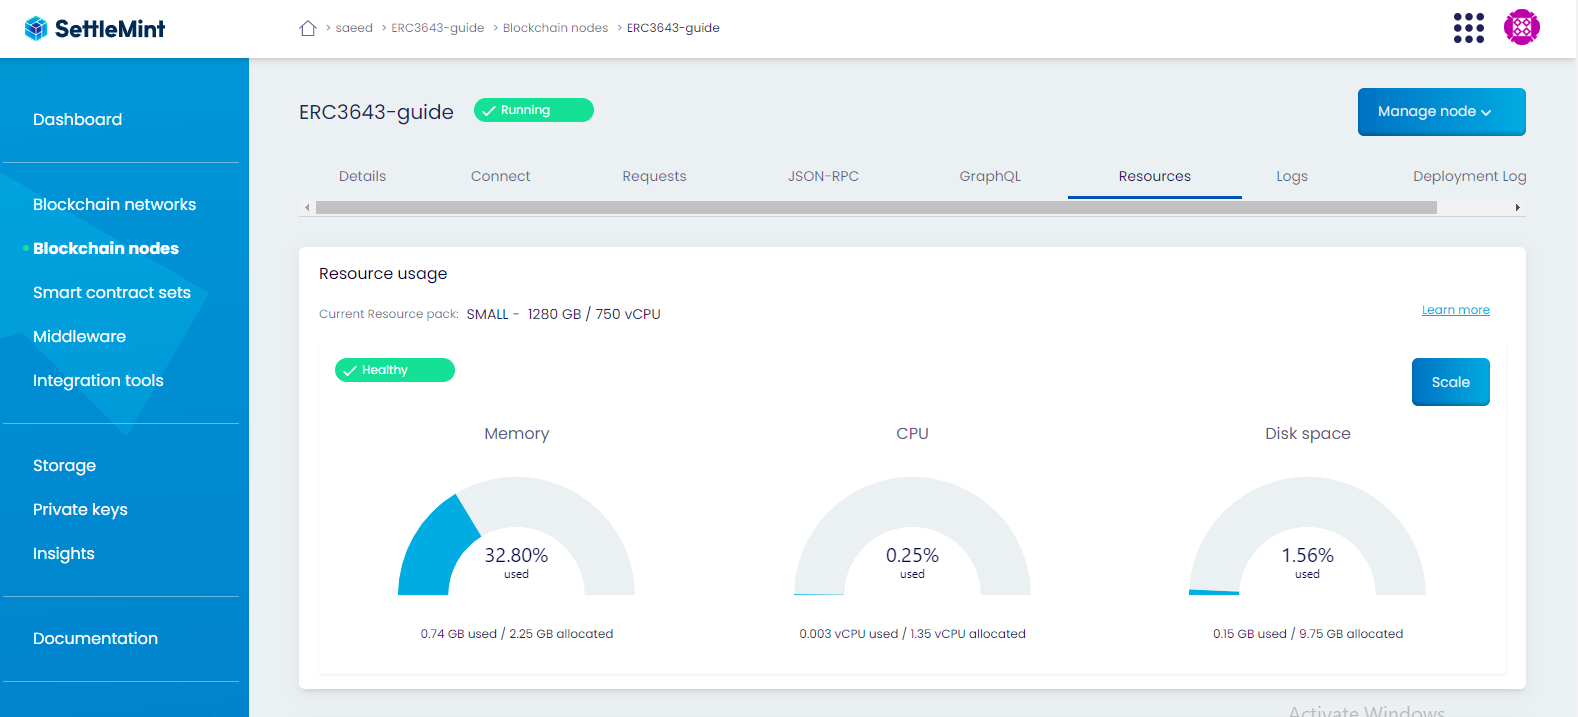 SettleMint
> saeed > ERC3643-guide > Blockchain nodes > ERC3643-guide
Dashboard
Blockchain networks
Blockchain nodes
Smart contract sets
Middleware
Integration tools
Storage
Private keys
Insights
Documentation
ERC3643-guide
Running
Manage node
Details Connect Requests JSON-RPC GraphQL Resources Logs Deployment Log
Resource usage
Current Resource pack: SMALL - 1280 GB / 750 vCPU
Learn more
Healthy
Scale
Memory
32.80%
used
0.74 GB used / 2.25 GB allocated
CPU
0.25%
used
0.003 vCPU used / 1.35 vCPU allocated
Disk space
1.56%
used
0.15 GB used / 9.75 GB allocated
Activate Windows